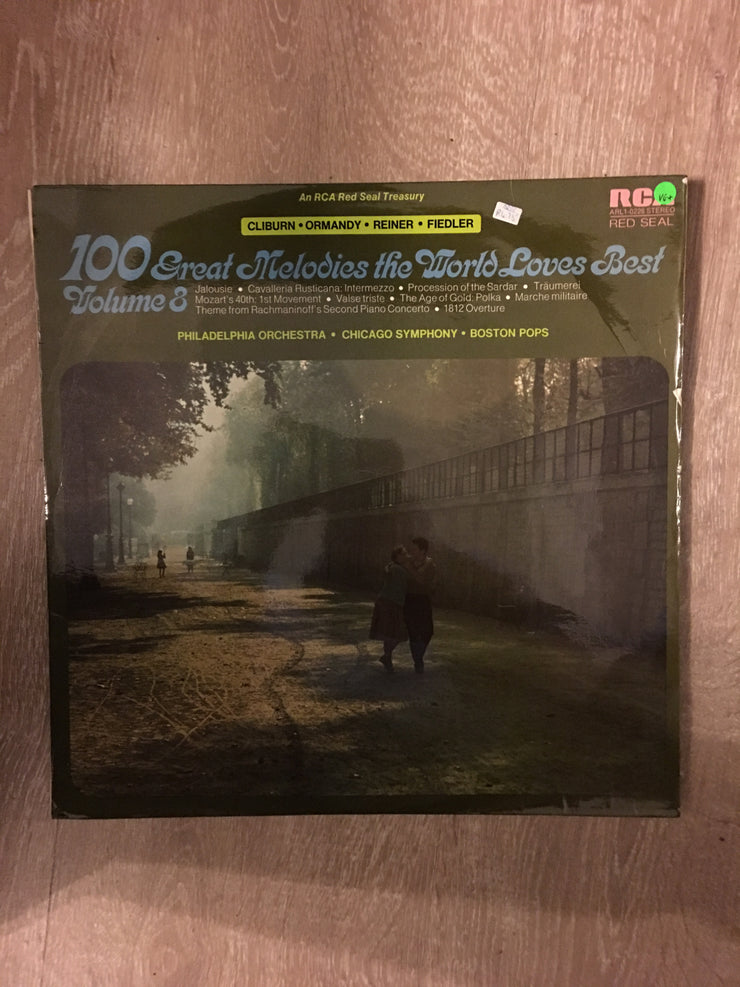 An RCA Red Seal Treasury
CLIBURN • ORMANDY • REINER • FIEDLER
VG+
ARL1-0226 STEREO
RED SEAL
100 Great Melodies the World Loves Best
Volume 3
Jalousie • Cavalleria Rusticana: Intermezzo • Procession of the Sardar • Träumerei
Mozart's 40th: 1st Movement • Valse triste • The Age of Gold: Polka • Marche militaire
Theme from Rachmaninoff's Second Piano Concerto • 1812 Overture
PHILADELPHIA ORCHESTRA • CHICAGO SYMPHONY • BOSTON POPS